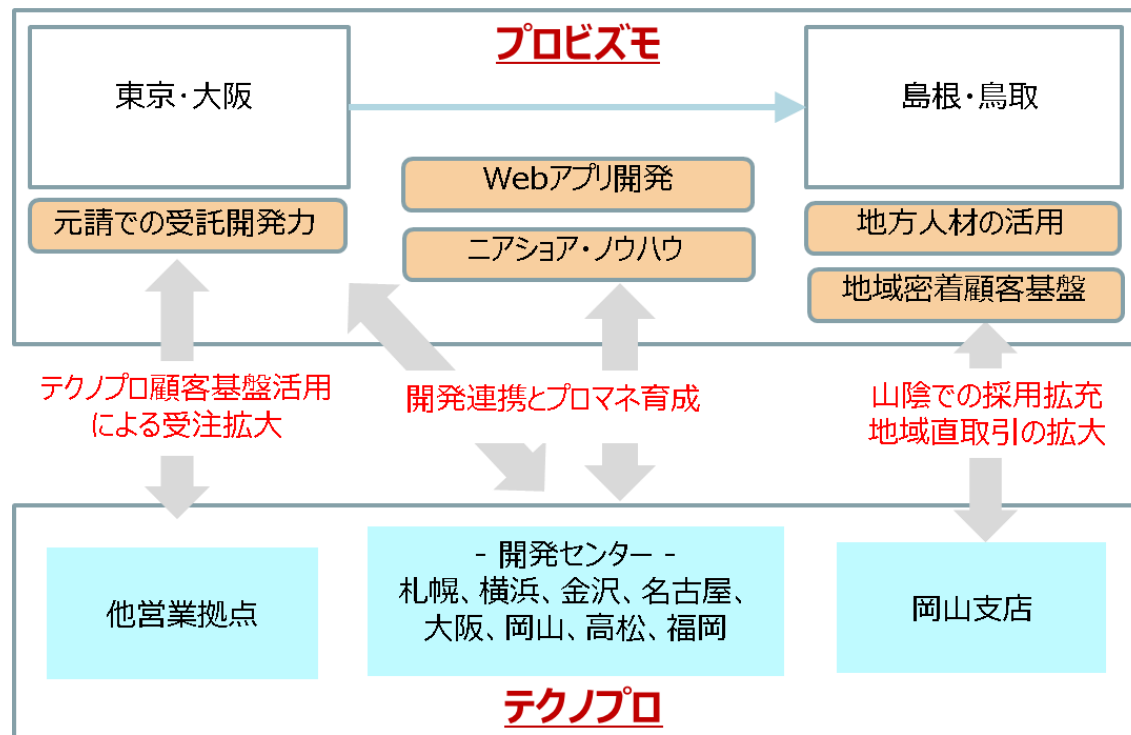 プロビズモ
東京・大阪
島根・鳥取
Webアプリ開発
元請での受託開発力
ニアショア・ノウハウ
地方人材の活用
地域密着顧客基盤
テクノプロ顧客基盤活用
による受注拡大
開発連携とプロマネ育成
山陰での採用拡充
地域直取引の拡大
他営業拠点
- 開発センター -
札幌、横浜、金沢、名古屋、
大阪、岡山、高松、福岡
岡山支店
テクノプロ